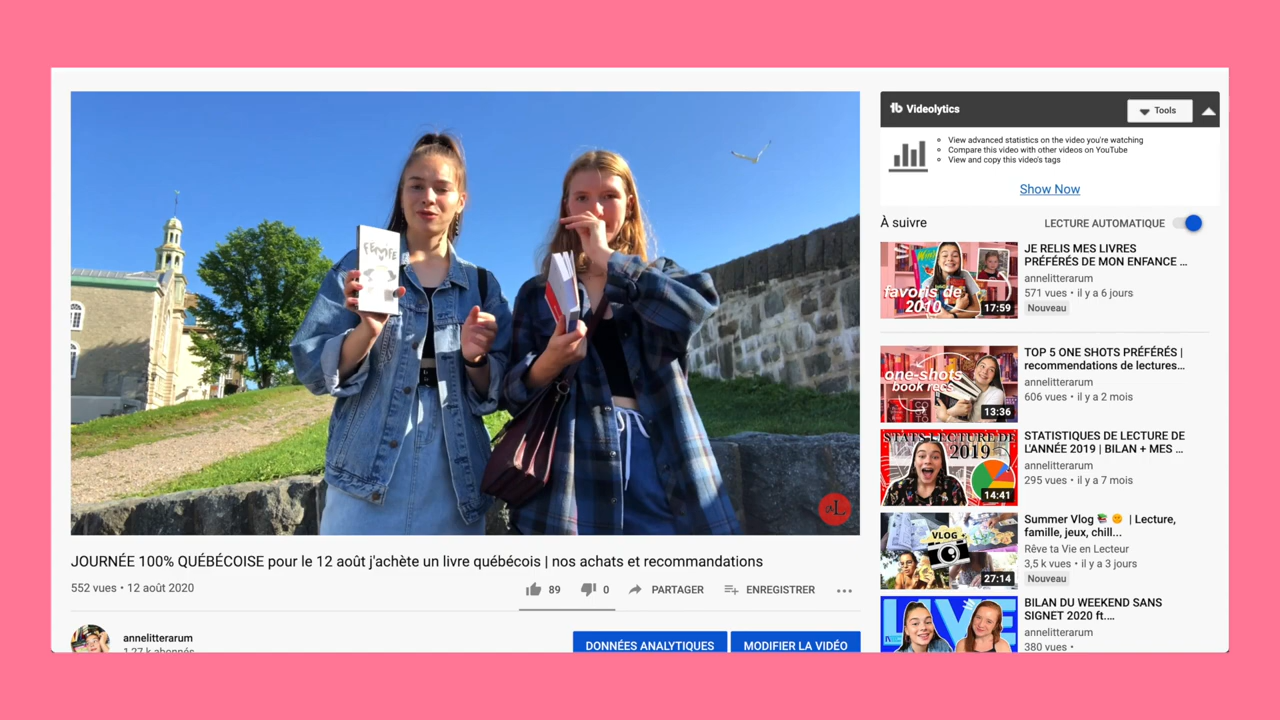 FEMME
aL
JOURNÉE 100% QUÉBÉCOISE pour le 12 août j'achète un livre québécois | nos achats et recommandations
552 vues • 12 août 2020
89
0
PARTAGER
ENREGISTRER
annelitterarum
1,27 k abonnés
DONNÉES ANALYTIQUES
MODIFIER LA VIDÉO
tb Videolytics
Tools
View advanced statistics on the video you're watching
Compare this video with other videos on YouTube
View and copy this video's tags
Show Now
À suivre
LECTURE AUTOMATIQUE
favoris de
2010
17:59
JE RELIS MES LIVRES
PRÉFÉRÉS DE MON ENFANCE ...
annelitterarum
571 vues • il y a 6 jours
Nouveau
one-shots
book recs
13:36
TOP 5 ONE SHOTS PRÉFÉRÉS |
recommendations de lectures...
annelitterarum
606 vues • il y a 2 mois
STATS LECTURE DE
2019
14:41
STATISTIQUES DE LECTURE DE
L'ANNÉE 2019 | BILAN + MES ...
annelitterarum
295 vues • il y a 7 mois
VLOG
27:14
Summer Vlog 📚 🌞 | Lecture,
famille, jeux, chill...
Rêve ta Vie en Lecteur
3,5 k vues • il y a 3 jours
Nouveau
LIVE
BILAN DU WEEKEND SANS
SIGNET 2020 ft....
annelitterarum
380 vues •